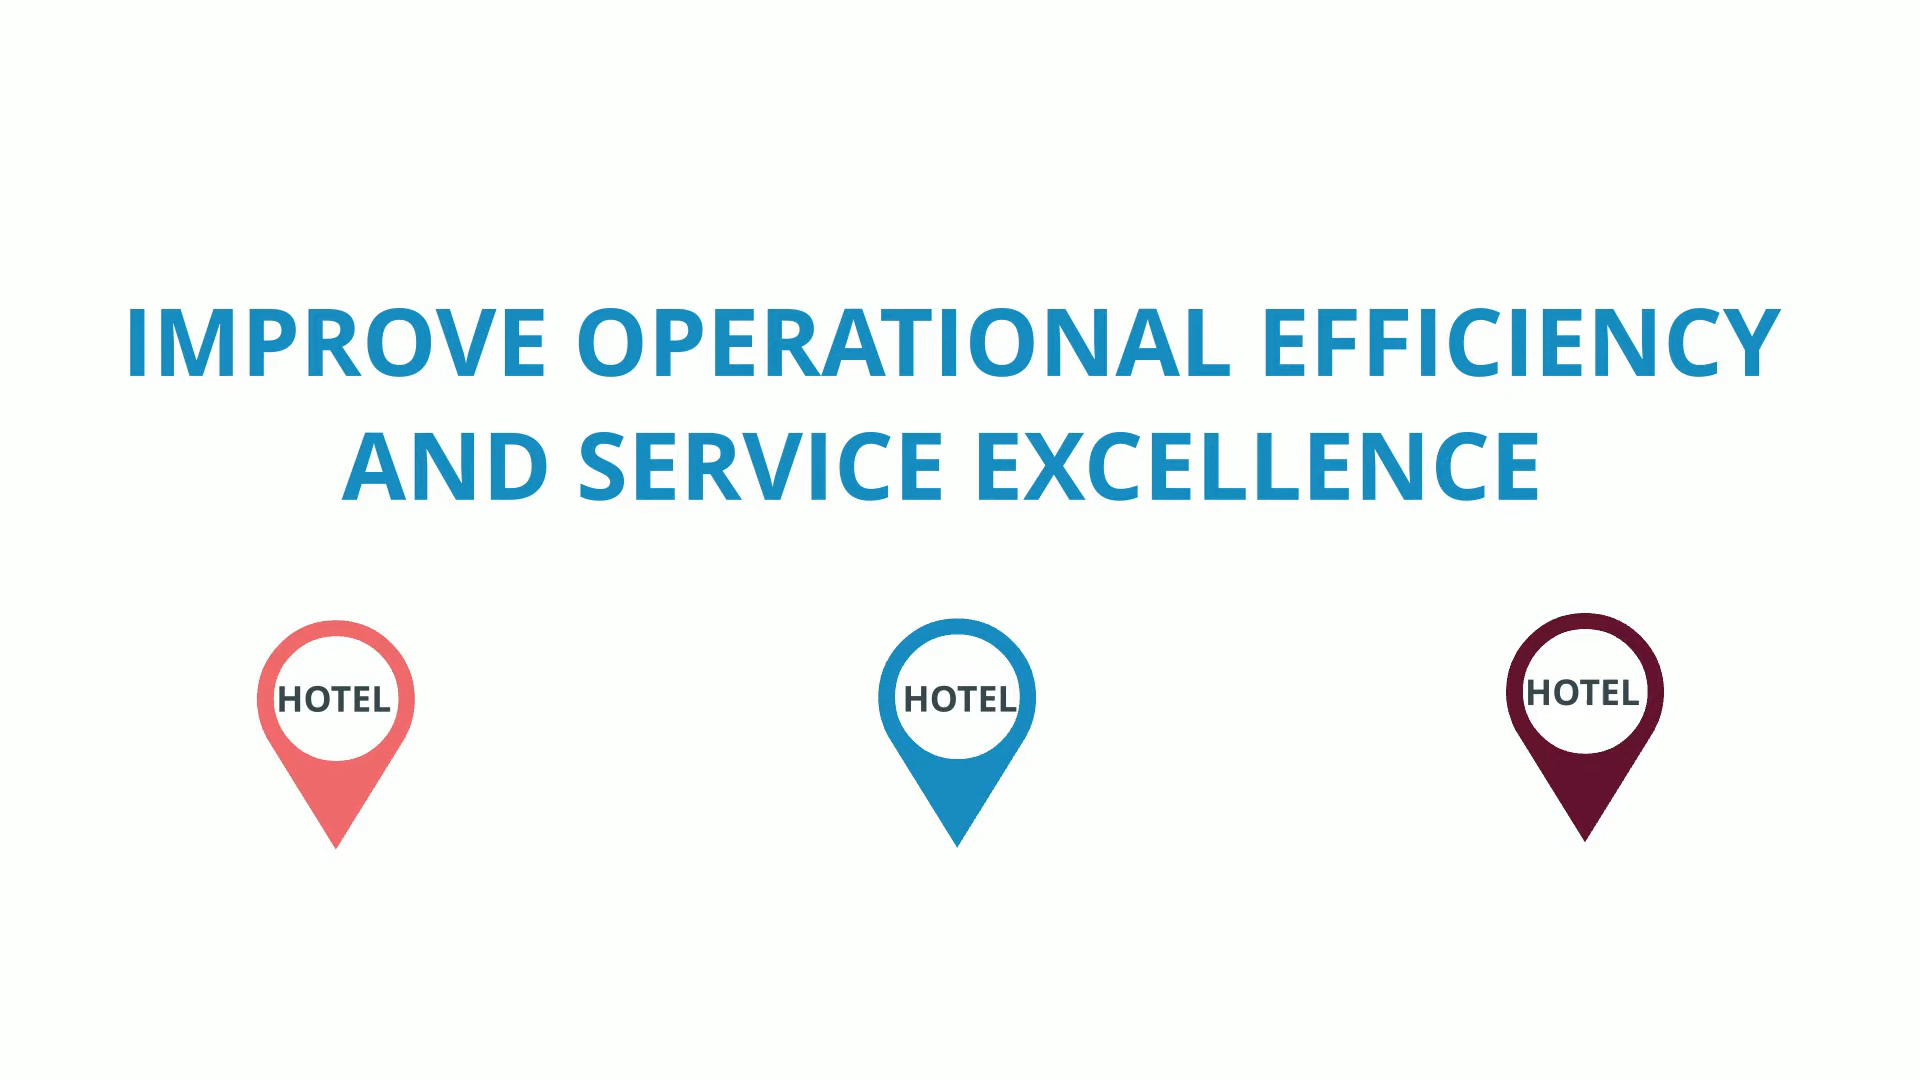 IMPROVE OPERATIONAL EFFICIENCY
AND SERVICE EXCELLENCE
HOTEL
HOTEL
HOTEL